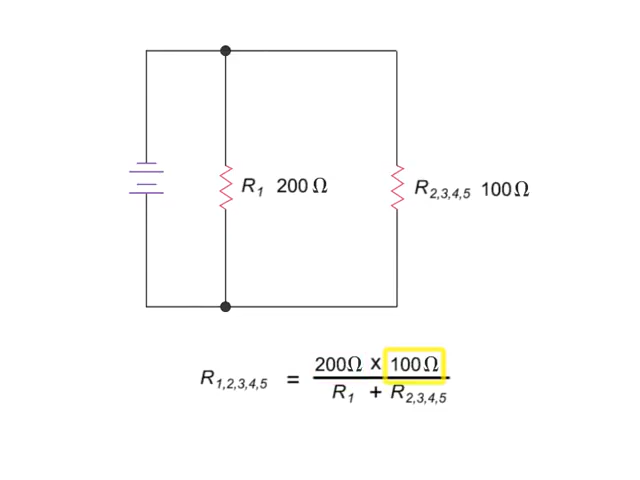 R1 200 Ω
R2,3,4,5 100 Ω
200Ω x 100Ω
R1,2,3,4,5 =
R1 + R2,3,4,5